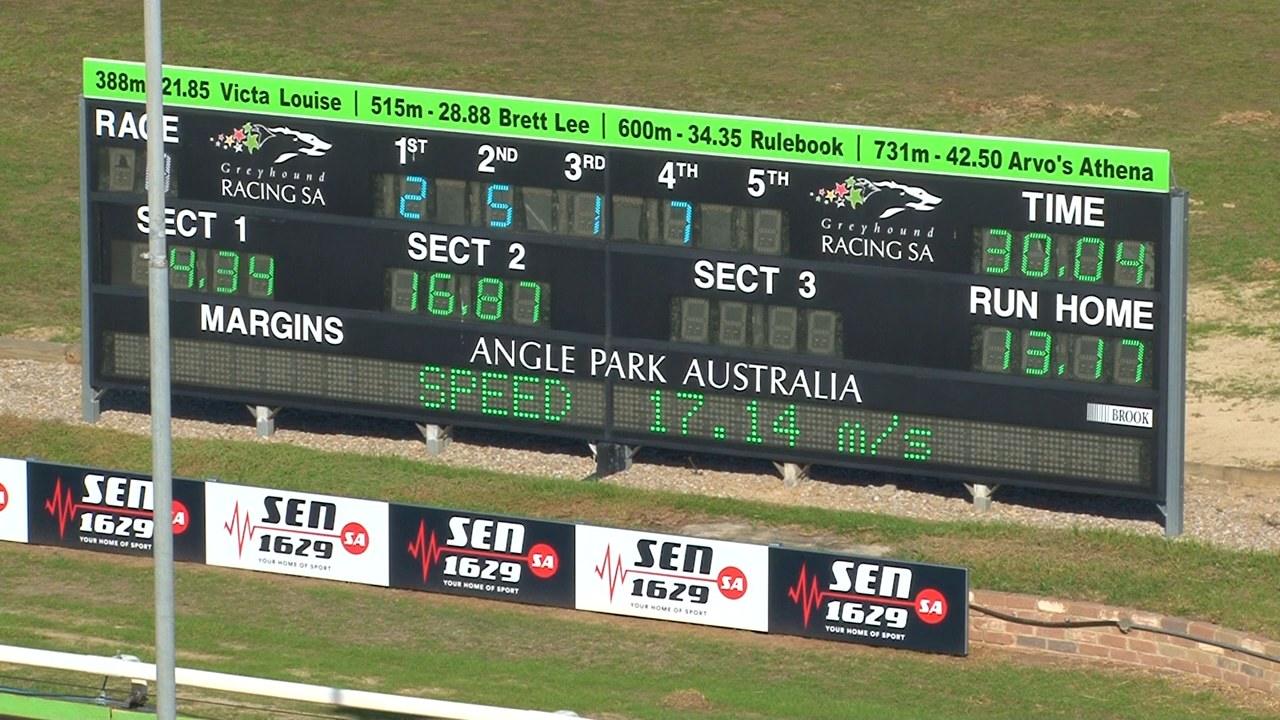 388m 21.85 Victa Louise | 515m - 28.88 Brett Lee | 600m - 34.35 Rulebook | 731m - 42.50 Arvo's Athena
RACE
Greyhound
RACING SA
1ST 2ND 3RD 4TH 5TH
2 5 1 7
Greyhound
RACING SA
TIME
30.04
SECT 1
4.34
SECT 2
16.87
SECT 3
RUN HOME
13.17
MARGINS
ANGLE PARK AUSTRALIA
SPEED 17.14 m/s
BROOK
SEN
1629
SA
YOUR HOME OF SPORT
SEN
1629
SA
YOUR HOME OF SPORT
SEN
1629
SA
YOUR HOME OF SPORT
SEN
1629
SA
YOUR HOME OF SPORT
SEN
1629
SA
YOUR HOME OF SPORT